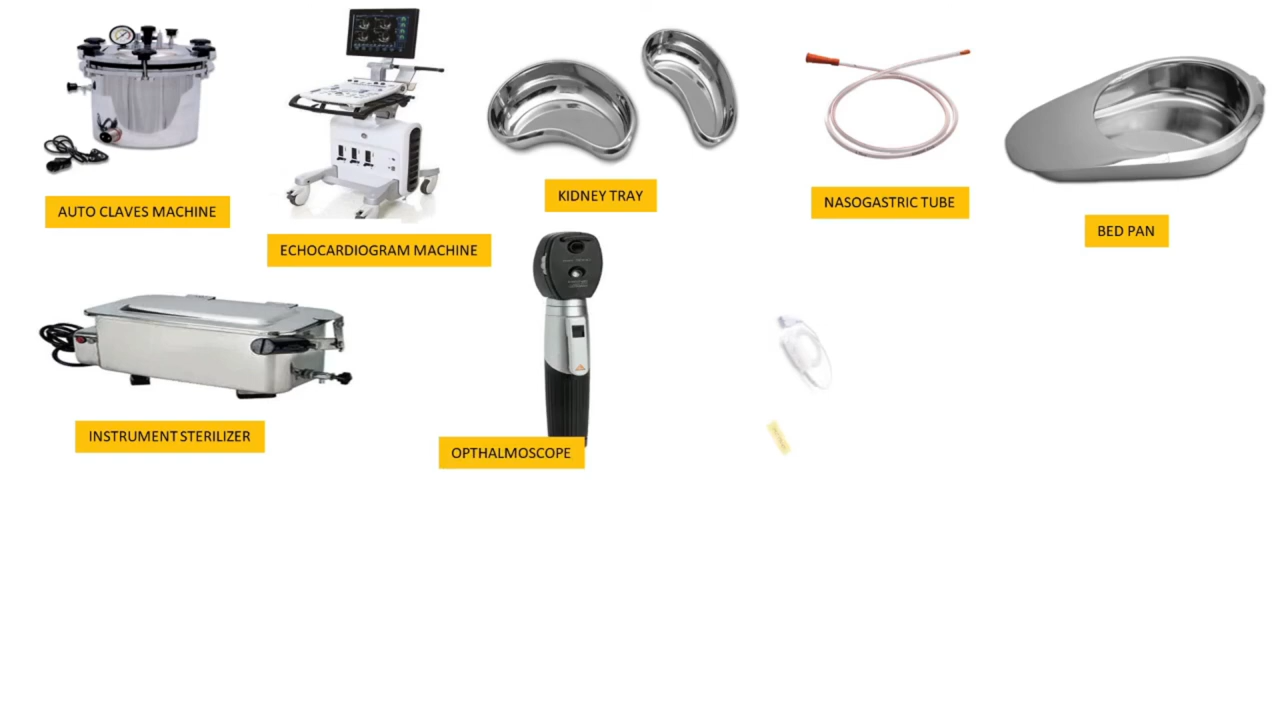 AUTO CLAVES MACHINE
ECHOCARDIOGRAM MACHINE
KIDNEY TRAY
NASOGASTRIC TUBE
BED PAN
INSTRUMENT STERILIZER
OPTHALMOSCOPE